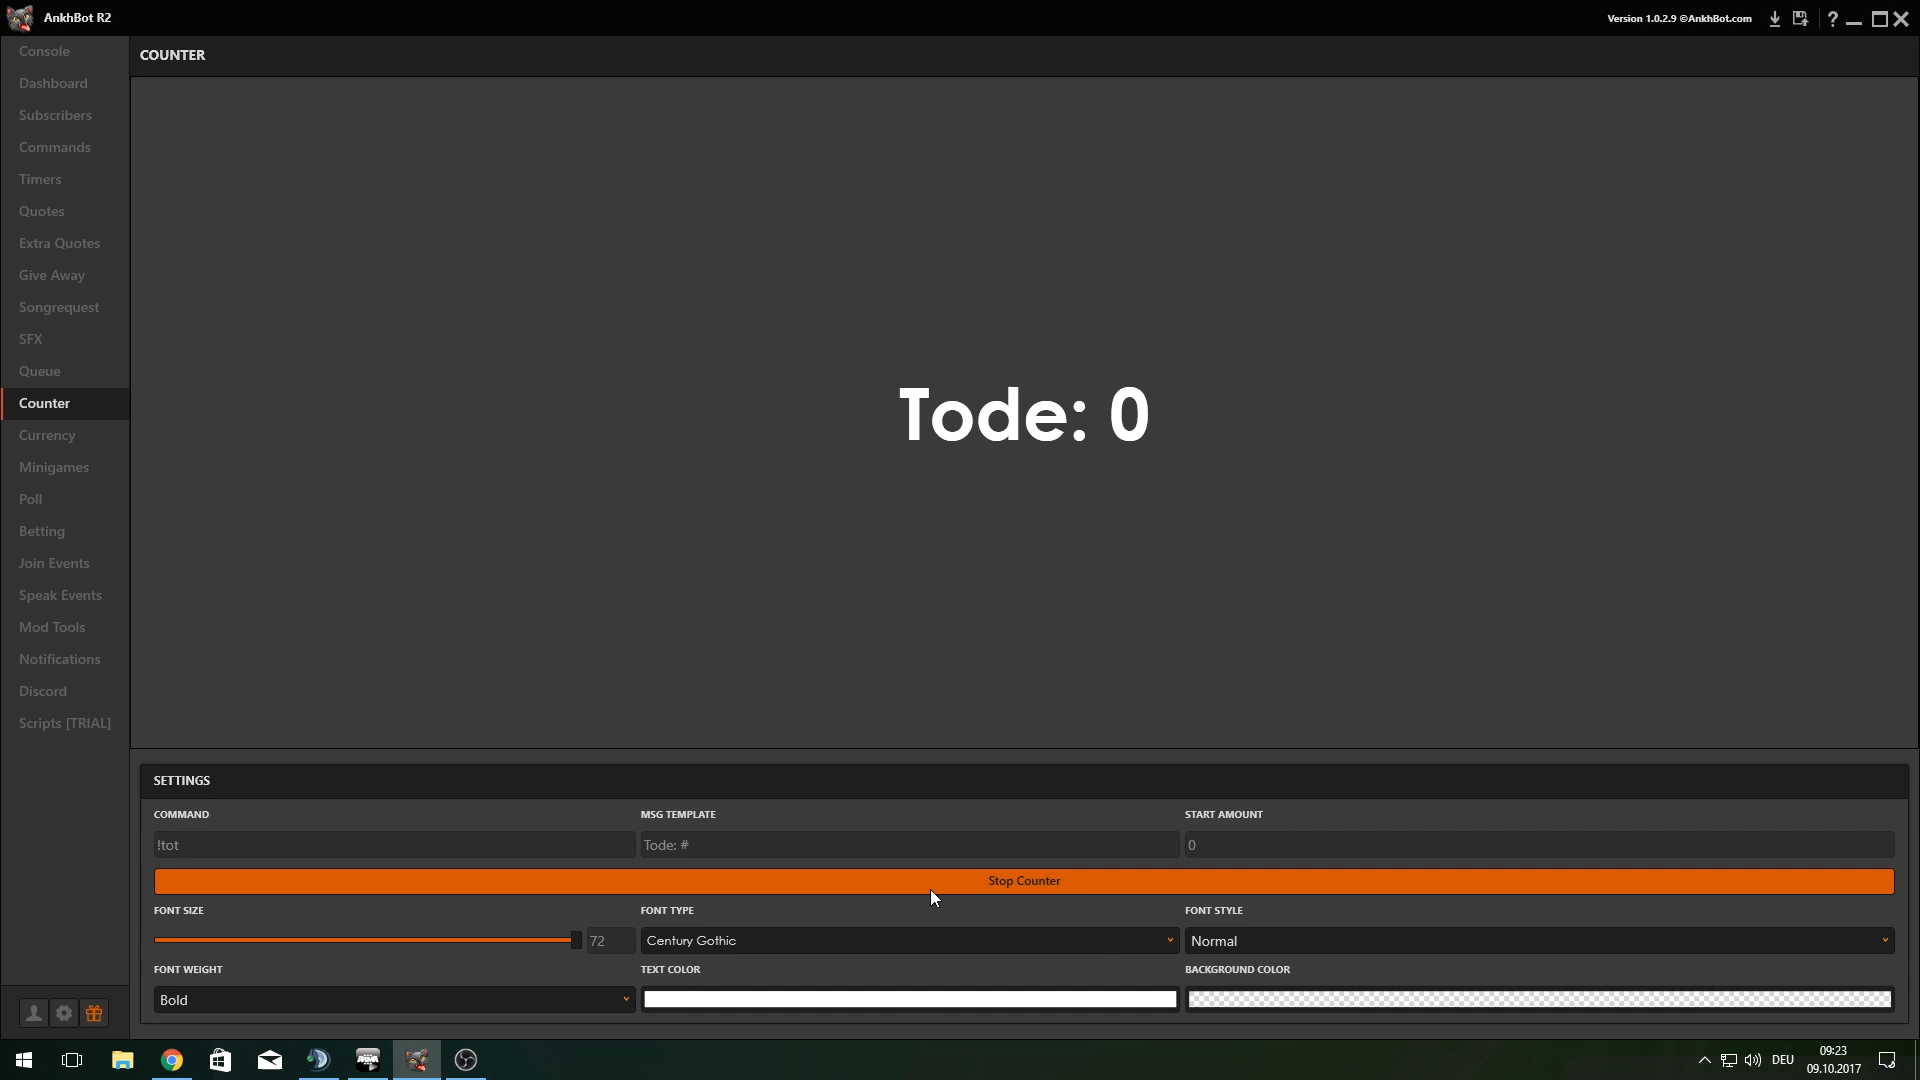 AnkhBot R2
Version 1.0.2.9 ©AnkhBot.com
Console
Dashboard
Subscribers
Commands
Timers
Quotes
Extra Quotes
Give Away
Songrequest
SFX
Queue
Counter
Currency
Minigames
Poll
Betting
Join Events
Speak Events
Mod Tools
Notifications
Discord
Scripts [TRIAL]
COUNTER
Tode: 0
SETTINGS
COMMAND
MSG TEMPLATE
START AMOUNT
!tot
Tode: #
0
Stop Counter
FONT SIZE
FONT TYPE
FONT STYLE
72
Century Gothic
Normal
FONT WEIGHT
TEXT COLOR
BACKGROUND COLOR
Bold
DEU
09:23
09.10.2017